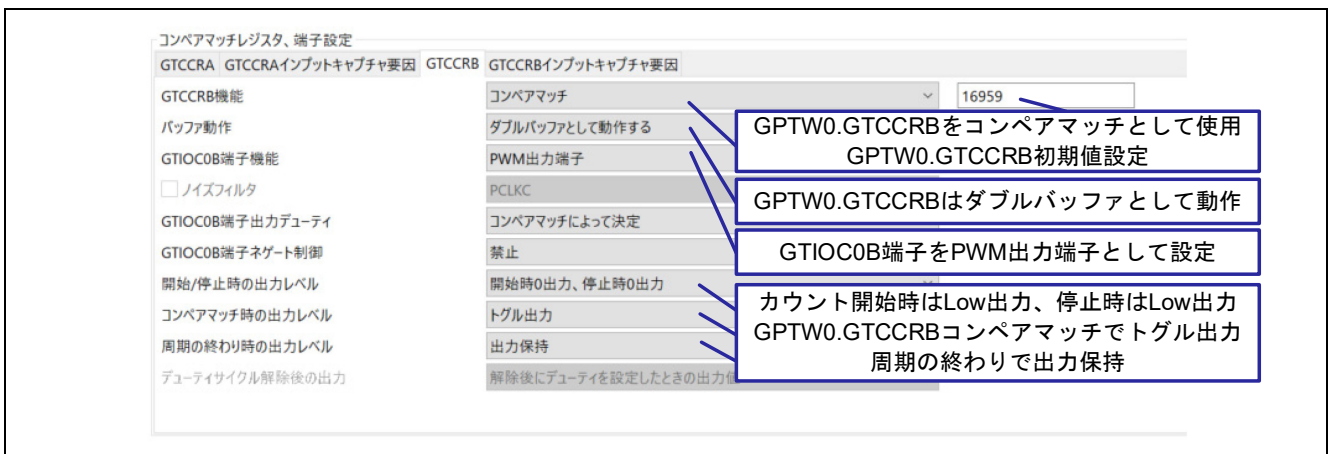 コンペアマッチレジスタ、端子設定
GTCCRA GTCCRAインプットキャプチャ要因 GTCCRB GTCCRBインプットキャプチャ要因
GTCCRB機能 コンペアマッチ 16959
バッファ動作 ダブルバッファとして動作する
GTIOC0B端子機能 PWM出力端子
ノイズフィルタ PCLKC
GTIOC0B端子出力デューティ コンペアマッチによって決定
GTIOC0B端子ネゲート制御 禁止
開始/停止時の出力レベル 開始時0出力、停止時0出力
コンペアマッチ時の出力レベル トグル出力
周期の終わり時の出力レベル 出力保持
デューティサイクル解除後の出力 解除後にデューティを設定したときの出力
GPTW0.GTCCRBをコンペアマッチとして使用
GPTW0.GTCCRB初期値設定
GPTW0.GTCCRBはダブルバッファとして動作
GTIOC0B端子をPWM出力端子として設定
カウント開始時はLow出力、停止時はLow出力
GPTW0.GTCCRBコンペアマッチでトグル出力
周期の終わりで出力保持